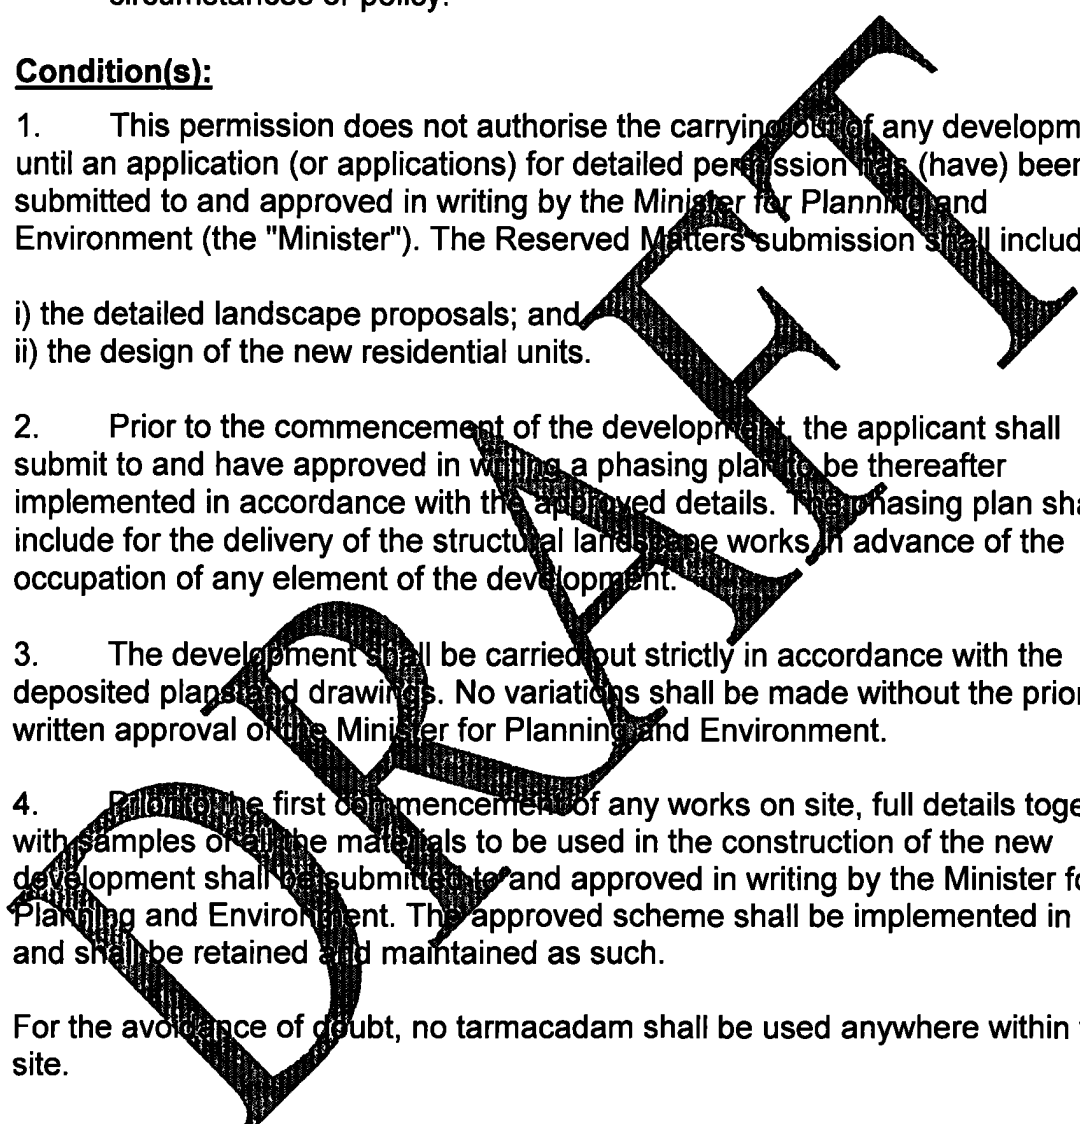 circumstances or policy.
Condition(s):
1. This permission does not authorise the carrying out of any developm
until an application (or applications) for detailed permission has (have) been
submitted to and approved in writing by the Minister for Planning and
Environment (the "Minister"). The Reserved Matters submission shall includ
i) the detailed landscape proposals; and
ii) the design of the new residential units.
2. Prior to the commencement of the development, the applicant shall
submit to and have approved in writing a phasing plan to be thereafter
implemented in accordance with the approved details. The phasing plan sha
include for the delivery of the structural landscape works in advance of the
occupation of any element of the development.
3. The development shall be carried out strictly in accordance with the
deposited plans and drawings. No variations shall be made without the prior
written approval of the Minister for Planning and Environment.
4. Prior to the first commencement of any works on site, full details toge
with samples of all the materials to be used in the construction of the new
development shall be submitted to and approved in writing by the Minister fo
Planning and Environment. The approved scheme shall be implemented in
and shall be retained and maintained as such.
For the avoidance of doubt, no tarmacadam shall be used anywhere within
site.
DRAFT